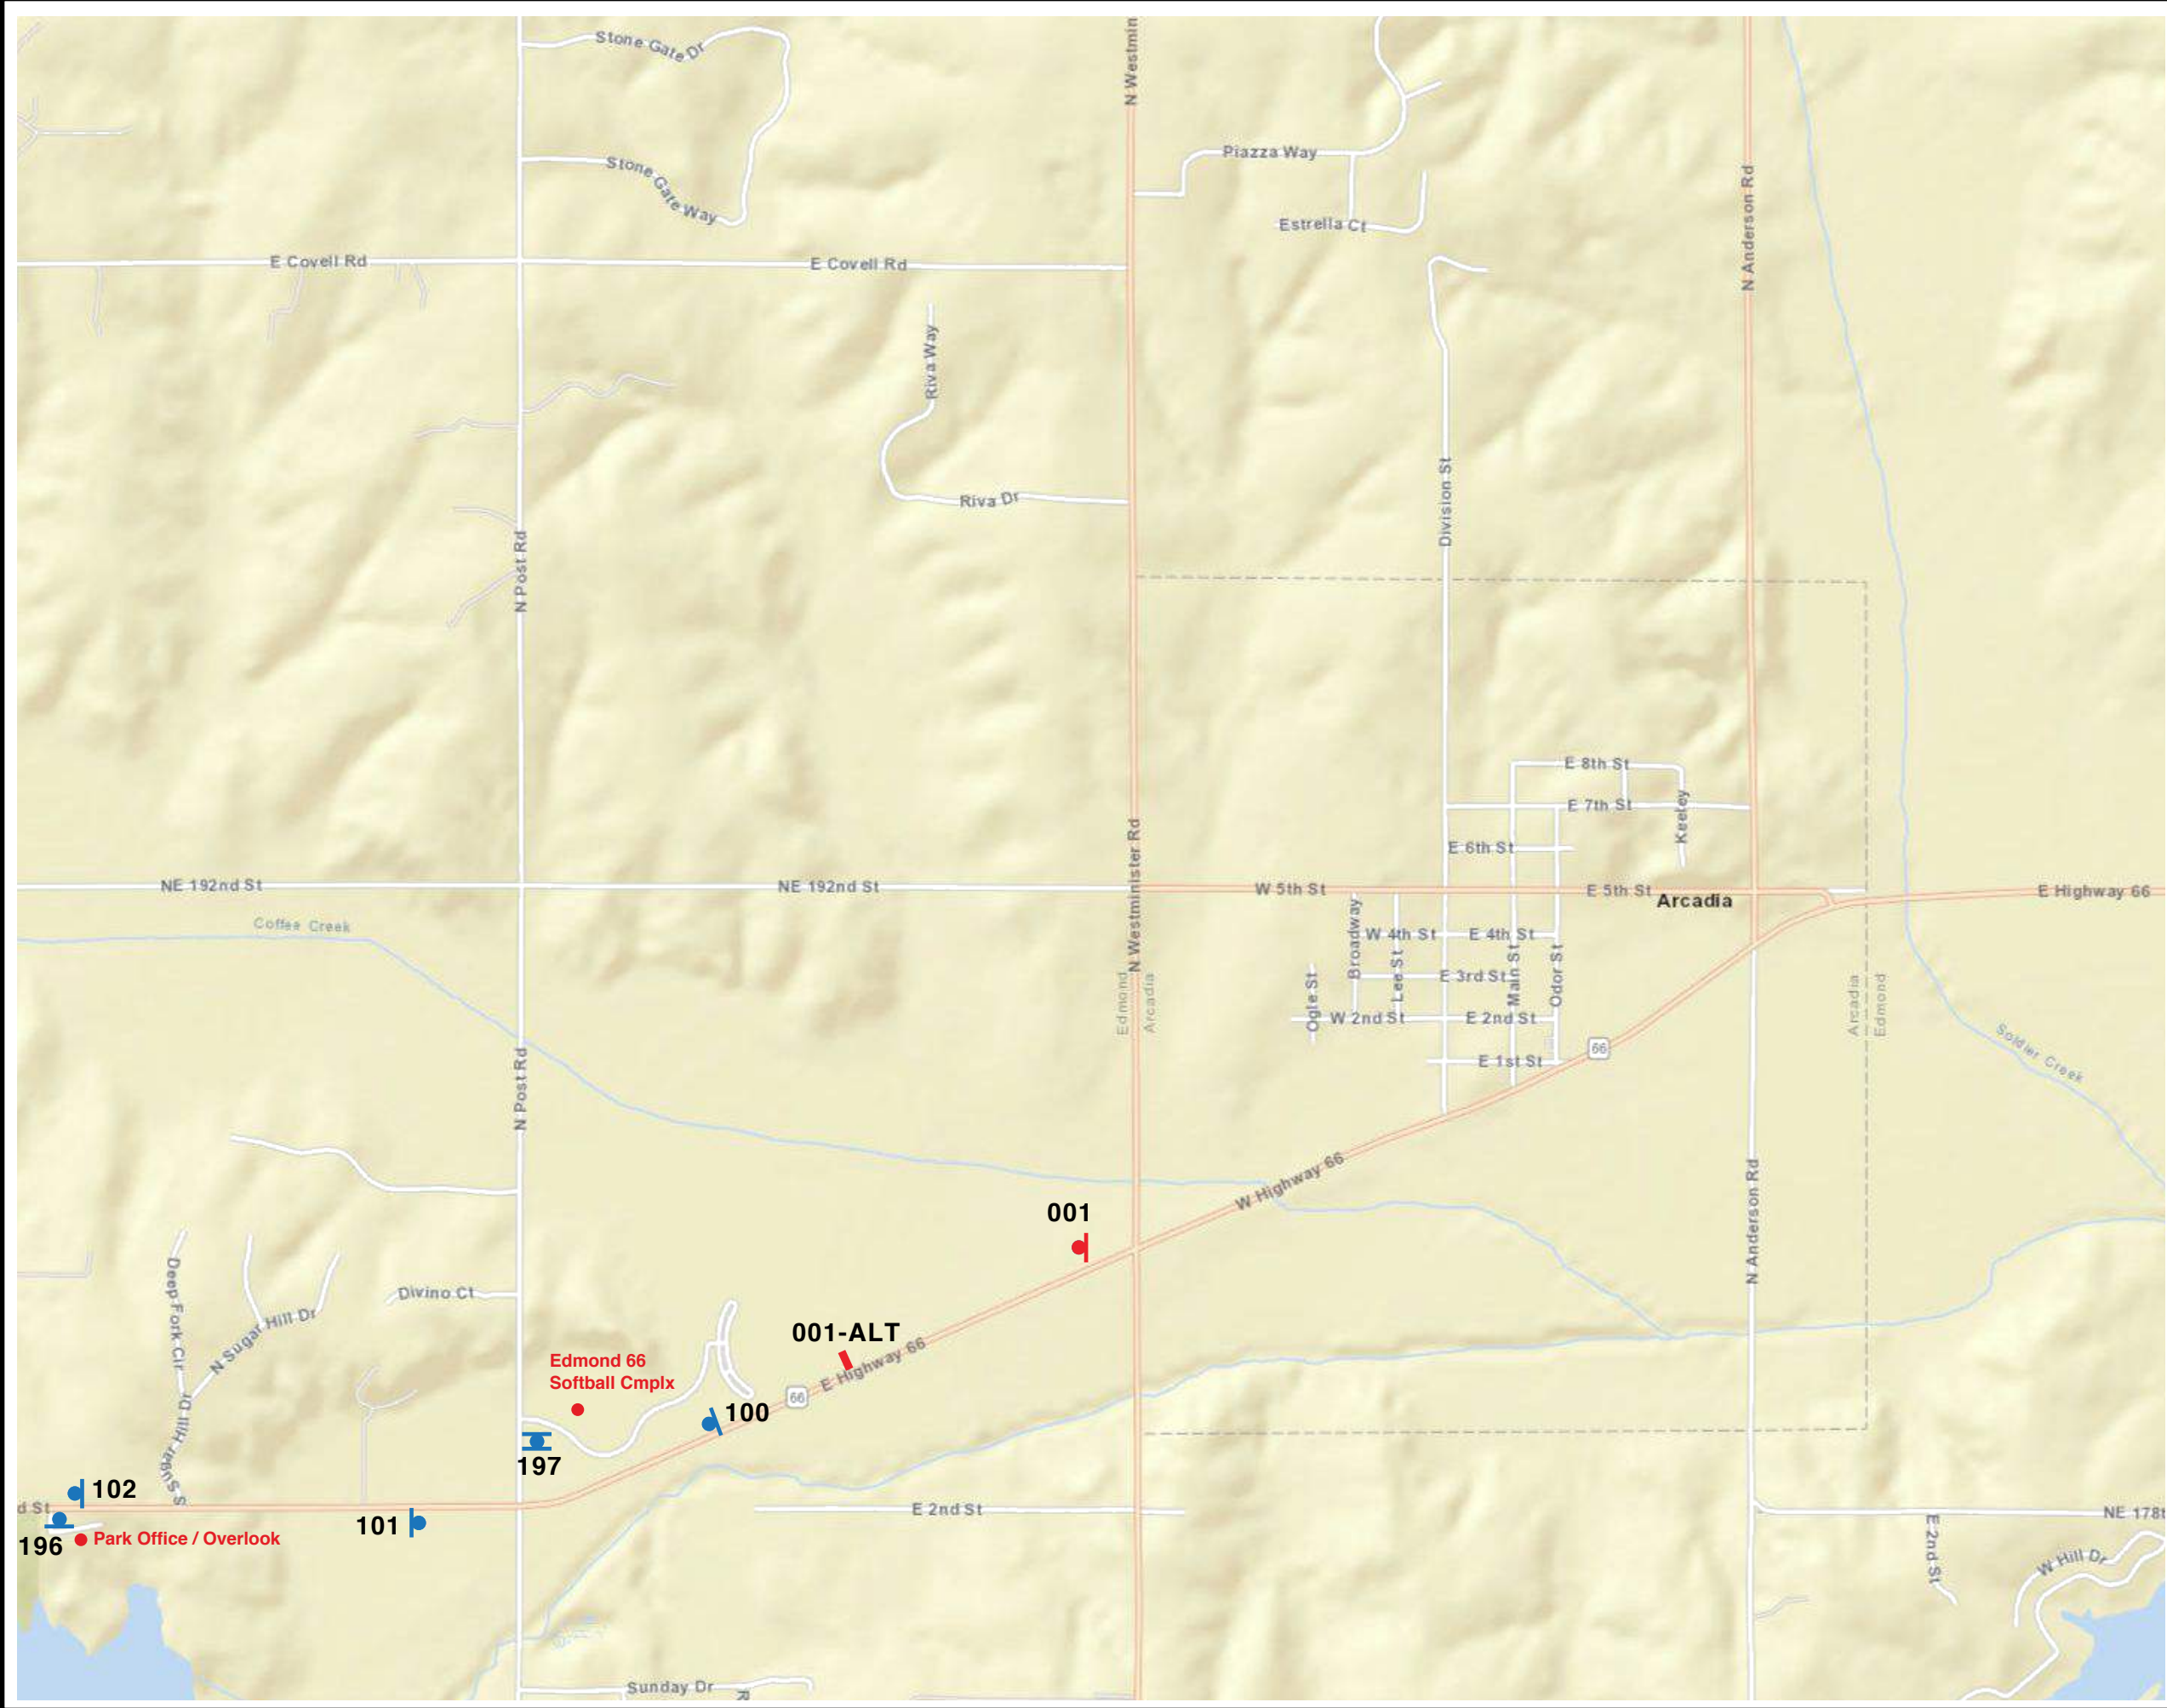 Stone Gate Dr
N Westmin
Piazza Way
Stone Gate Way
Estrella Ct
N Anderson Rd
E Covell Rd
E Covell Rd
Riva Way
Riva Dr
Division St
N Post Rd
E 8th St
E 7th St
Keeley
E 6th St
N Westminister Rd
NE 192nd St
NE 192nd St
W 5th St
E 5th St
Arcadia
E Highway 66
Coffee Creek
Broadway
W 4th St
E 4th St
Lee St
E 3rd St
Main St
Odor St
Ogle St
W 2nd St
E 2nd St
Edmond
Arcadia
Arcadia
Edmond
66
E 1st St
Soldier Creek
N Post Rd
W Highway 66
N Anderson Rd
001
Deep Fork Cir
Divino Ct
N Sugar Hill Dr
001-ALT
E Highway 66
Edmond 66
Softball Cmplx
66
100
S Sugar Hill Dr
197
102
d St
101
196
Park Office / Overlook
E 2nd St
NE 178t
E 2nd St
W Hill Dr
Sunday Dr
R